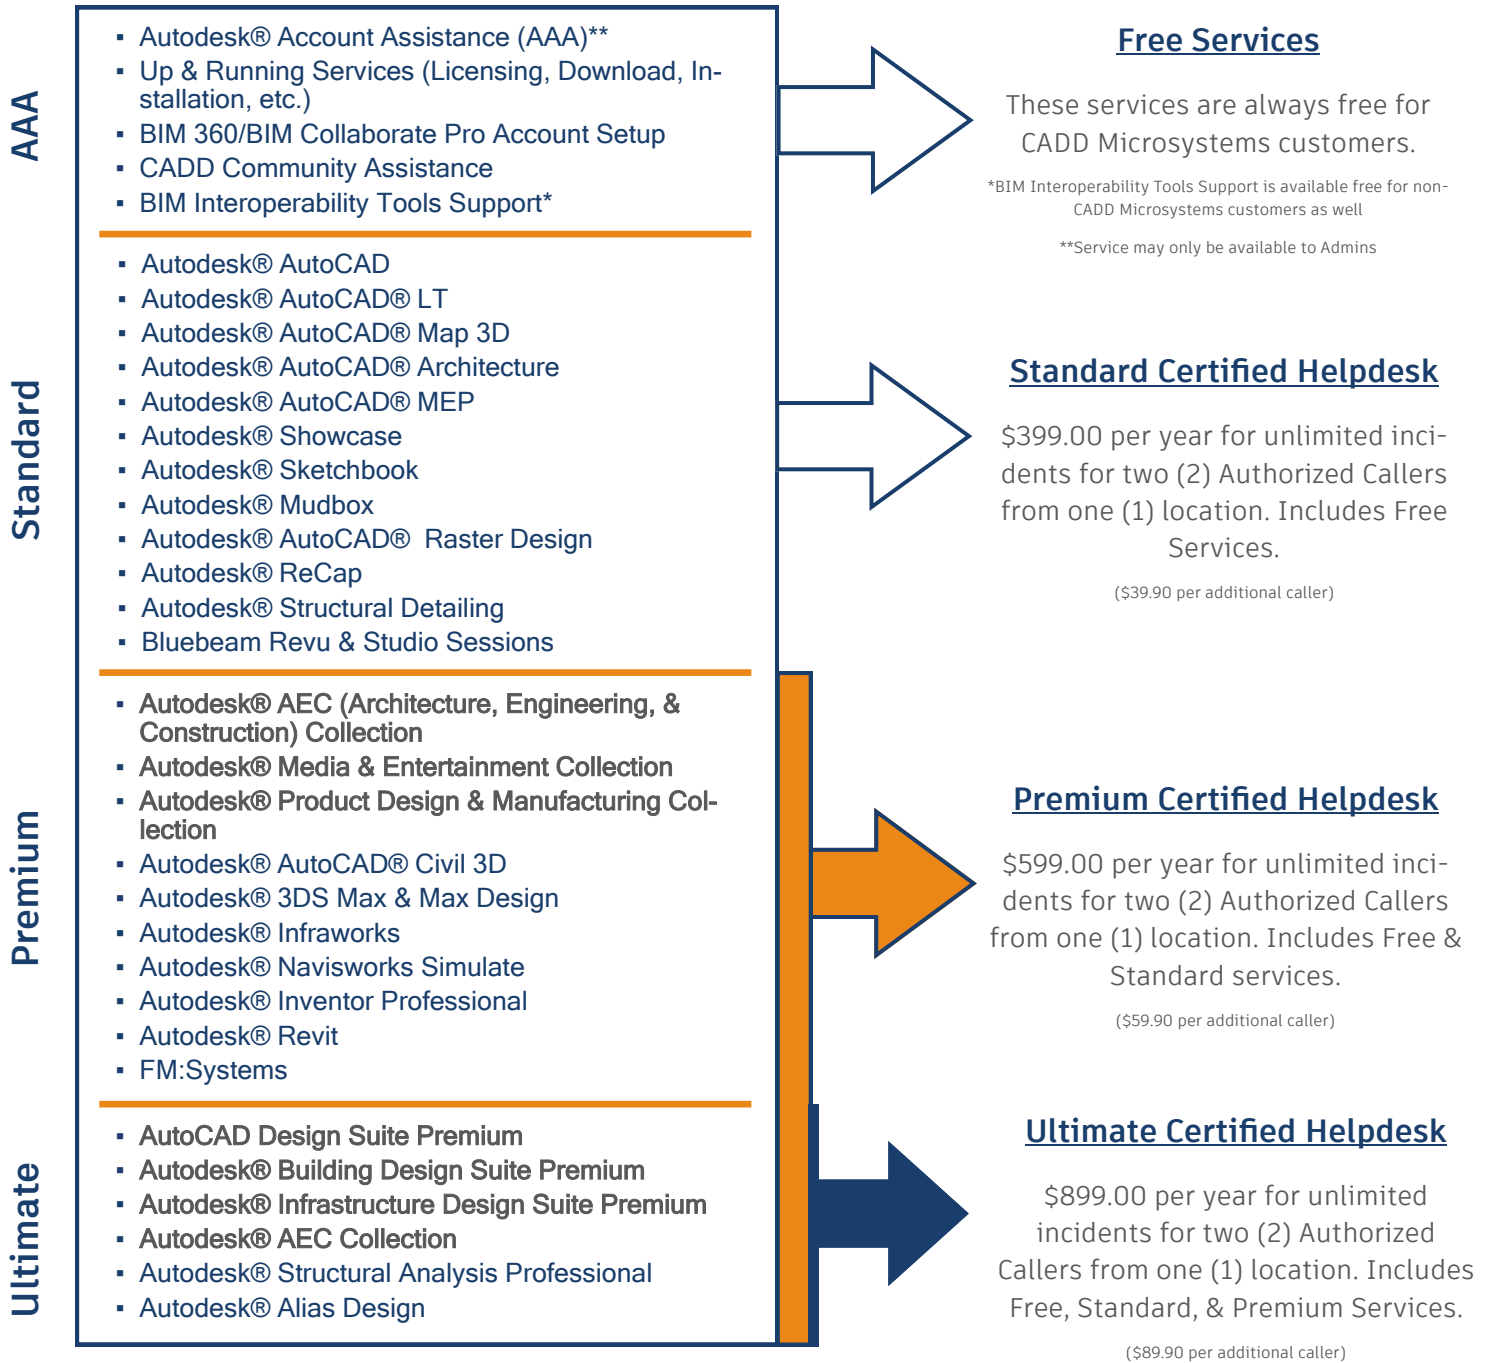 AAA
▪ Autodesk® Account Assistance (AAA)**
▪ Up & Running Services (Licensing, Download, In-
stallation, etc.)
▪ BIM 360/BIM Collaborate Pro Account Setup
▪ CADD Community Assistance
▪ BIM Interoperability Tools Support*
Free Services
These services are always free for
CADD Microsystems customers.
*BIM Interoperability Tools Support is available free for non-
CADD Microsystems customers as well
**Service may only be available to Admins
Standard
▪ Autodesk® AutoCAD
▪ Autodesk® AutoCAD® LT
▪ Autodesk® AutoCAD® Map 3D
▪ Autodesk® AutoCAD® Architecture
▪ Autodesk® AutoCAD® MEP
▪ Autodesk® Showcase
▪ Autodesk® Sketchbook
▪ Autodesk® Mudbox
▪ Autodesk® AutoCAD®  Raster Design
▪ Autodesk® ReCap
▪ Autodesk® Structural Detailing
▪ Bluebeam Revu & Studio Sessions
Standard Certified Helpdesk
$399.00 per year for unlimited inci-
dents for two (2) Authorized Callers
from one (1) location. Includes Free
Services.
($39.90 per additional caller)
Premium
▪ Autodesk® AEC (Architecture, Engineering, &
Construction) Collection
▪ Autodesk® Media & Entertainment Collection
▪ Autodesk® Product Design & Manufacturing Col-
lection
▪ Autodesk® AutoCAD® Civil 3D
▪ Autodesk® 3DS Max & Max Design
▪ Autodesk® Infraworks
▪ Autodesk® Navisworks Simulate
▪ Autodesk® Inventor Professional
▪ Autodesk® Revit
▪ FM:Systems
Premium Certified Helpdesk
$599.00 per year for unlimited inci-
dents for two (2) Authorized Callers
from one (1) location. Includes Free &
Standard services.
($59.90 per additional caller)
Ultimate
▪ AutoCAD Design Suite Premium
▪ Autodesk® Building Design Suite Premium
▪ Autodesk® Infrastructure Design Suite Premium
▪ Autodesk® AEC Collection
▪ Autodesk® Structural Analysis Professional
▪ Autodesk® Alias Design
Ultimate Certified Helpdesk
$899.00 per year for unlimited
incidents for two (2) Authorized
Callers from one (1) location. Includes
Free, Standard, & Premium Services.
($89.90 per additional caller)